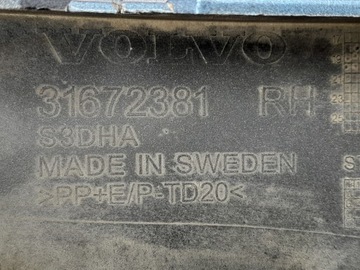 VOLVO
31672381 RH
S3DHA
MADE IN SWEDEN
>PP+E/P-TD20<